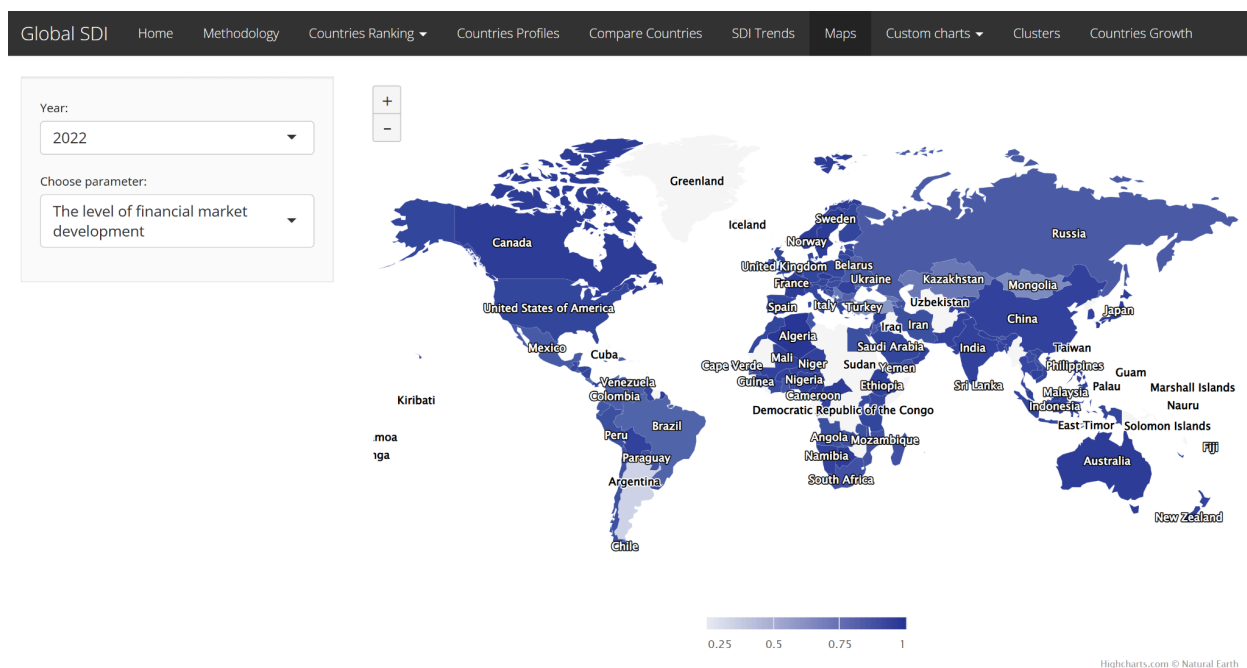 Global SDI Home Methodology Countries Ranking Countries Profiles Compare Countries SDI Trends Maps Custom charts Clusters Countries Growth
Year:
2022
Choose parameter:
The level of financial market
development
+
−
Greenland
Sweden
Iceland
Russia
Norway
Canada
United Kingdom Belarus
Ukraine Kazakhstan
France
Mongolia
Uzbekistan
United States of America
Spain Italy Turkey
Japan
China
Iraq Iran
Algeria
Mexico
Saudi Arabia
India
Taiwan
Cuba
Cape Verde Mali Niger Sudan Yemen
Philippines
Guam
Venezuela
Guinea Nigeria Ethiopia
Sri Lanka
Palau Marshall Islands
Malaysia
Kiribati
Colombia
Cameroon
Indonesia
Nauru
Democratic Republic of the Congo
Brazil
East Timor Solomon Islands
moa
Peru
Angola Mozambique
Fiji
nga
Paraguay
Namibia
Australia
Argentina
South Africa
New Zealand
Chile
0.25 0.5 0.75 1
Highcharts.com © Natural Earth